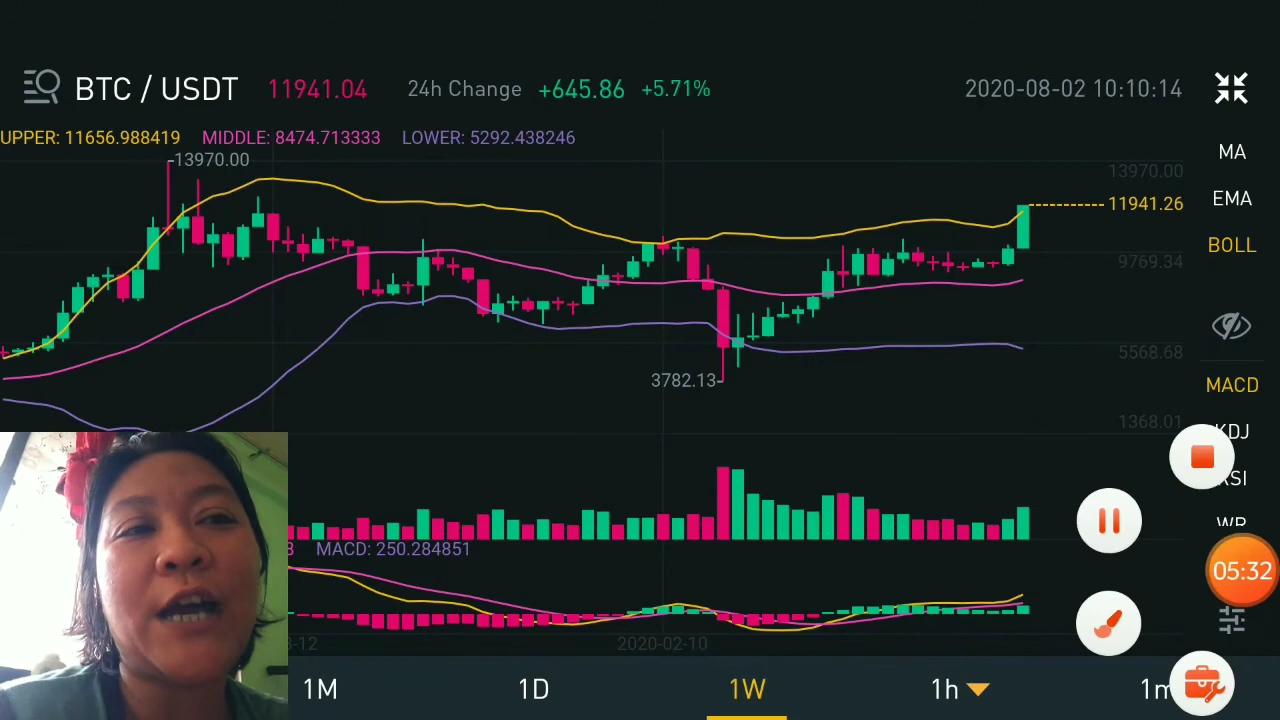 BTC / USDT 11941.04 24h Change +645.86 +5.71% 2020-08-02 10:10:14
UPPER: 11656.988419 MIDDLE: 8474.713333 LOWER: 5292.438246
13970.00
13970.00
11941.26
9769.34
5568.68
3782.13
1368.01
MA
EMA
BOLL
MACD
KDJ
RSI
WR
MACD: 250.284851
05:32
2020-02-10
1M 1D 1W 1h 1m